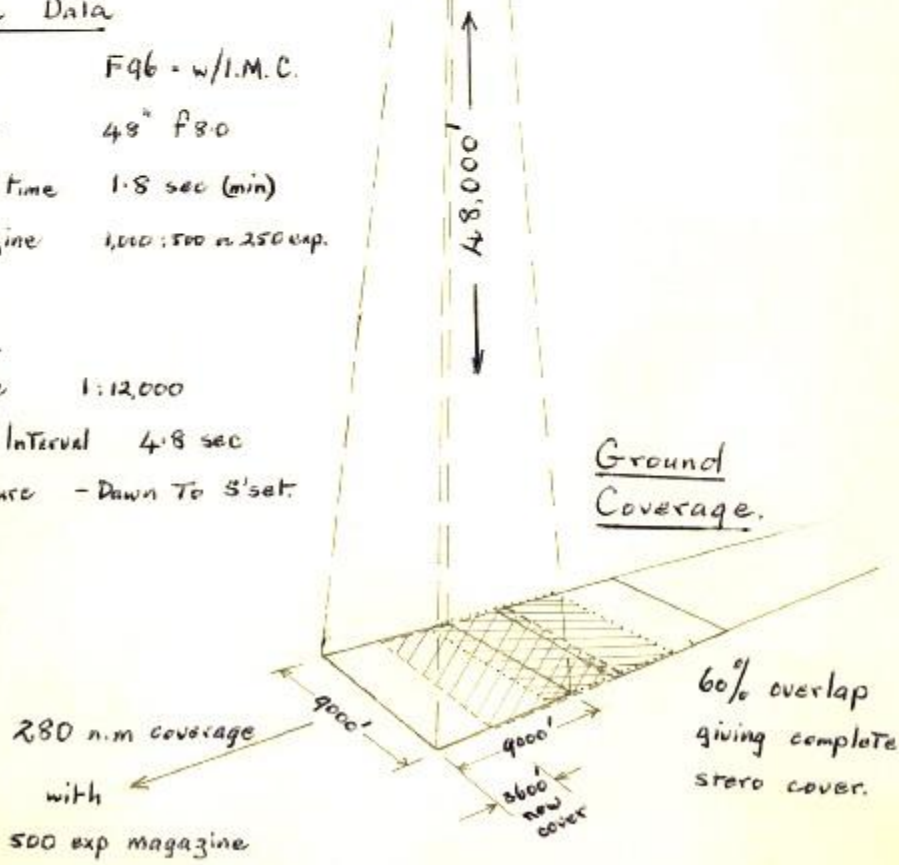 Data
F96 - w/I.M.C.
48" f8.0
Time 1.8 sec (min)
1,000 : 500 or 250 exp.
1:12,000
Interval 4.8 sec
- Dawn To S'set.
48,000'
Ground
Coverage.
9000'
9000'
3600'
new
cover
60% overlap
giving complete
stero cover.
280 n.m coverage
with
500 exp magazine